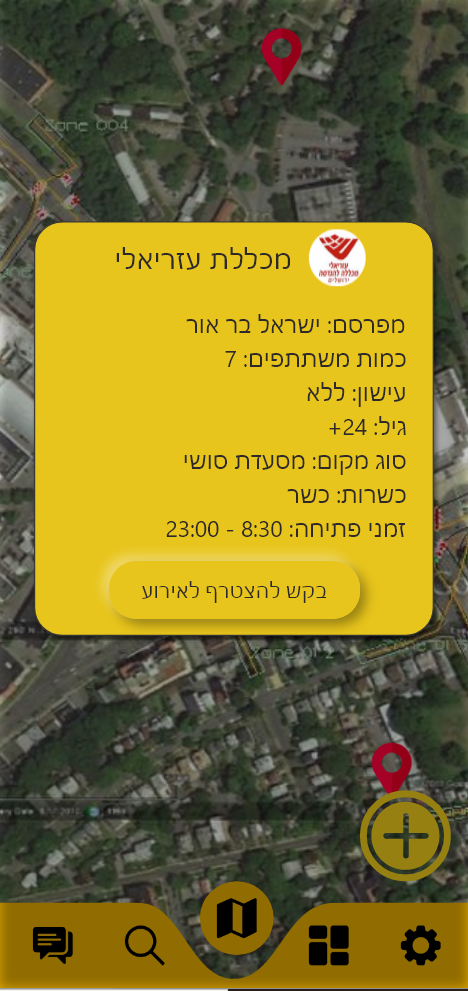 Zone 004
מכללת עזריאלי
עזריאלי
מכללה להנדסה
ירושלים
מפרסם: ישראל בר אור
כמות משתתפים: 7
עישון: ללא
גיל: 24+
סוג מקום: מסעדת סושי
כשרות: כשר
זמני פתיחה: 8:30 - 23:00
בקש להצטרף לאירוע
Zone 012